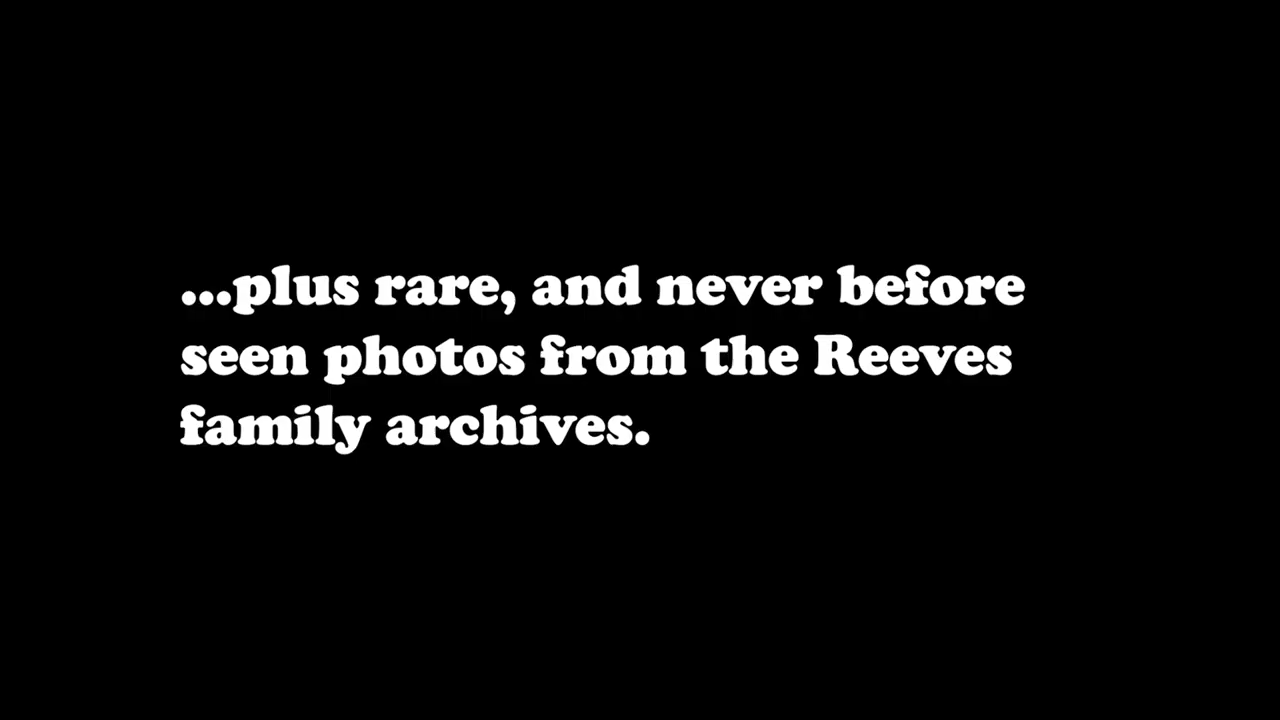 ...plus rare, and never before
seen photos from the Reeves
family archives.